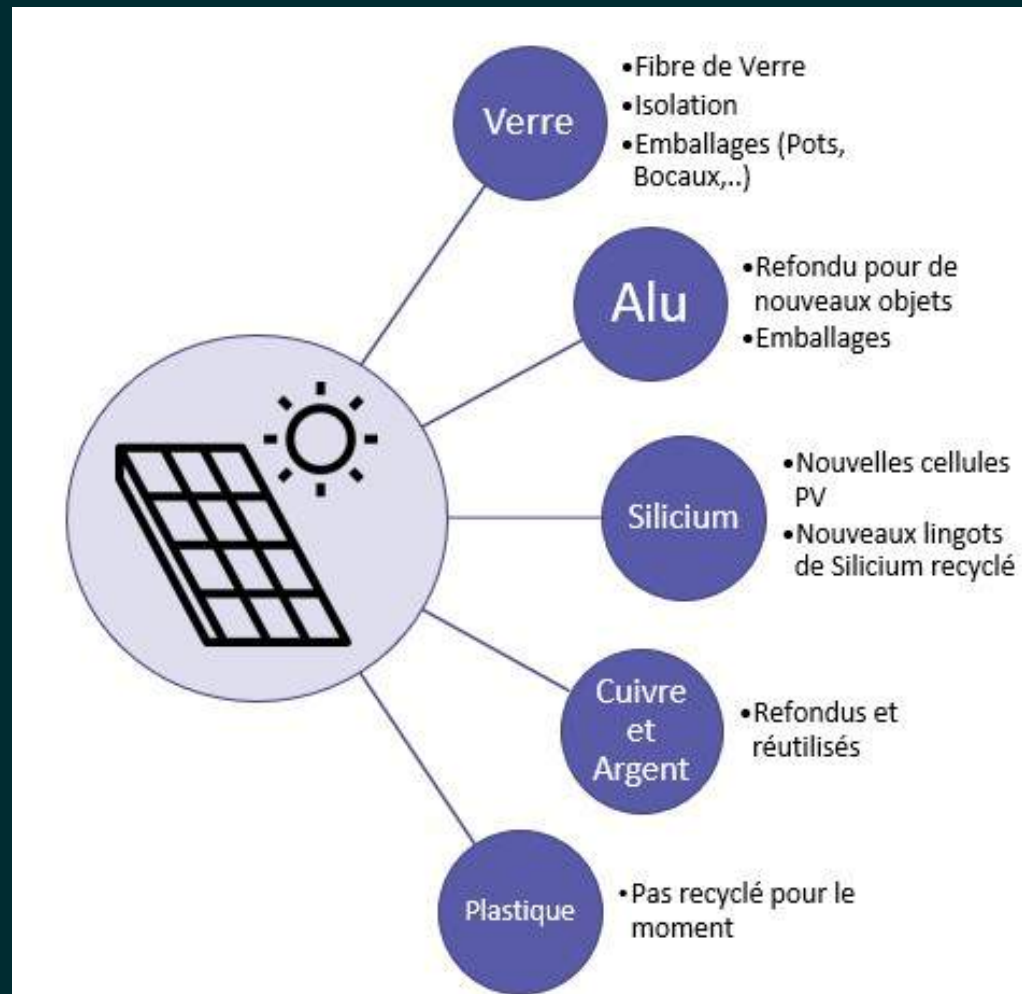 Verre
•Fibre de Verre
•Isolation
•Emballages (Pots,
Bocaux,..)
Alu
•Refondu pour de
nouveaux objets
•Emballages
Silicium
•Nouvelles cellules
PV
•Nouveaux lingots
de Silicium recyclé
Cuivre
et
Argent
•Refondus et
réutilisés
Plastique
•Pas recyclé pour le
moment